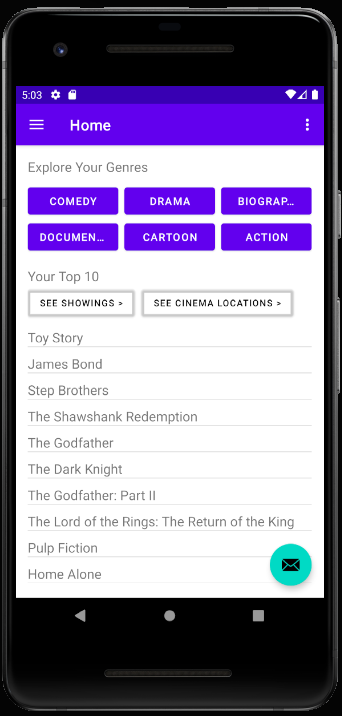 5:03
Home
Explore Your Genres
COMEDY DRAMA BIOGRAP...
DOCUMEN... CARTOON ACTION
Your Top 10
SEE SHOWINGS > SEE CINEMA LOCATIONS >
Toy Story
James Bond
Step Brothers
The Shawshank Redemption
The Godfather
The Dark Knight
The Godfather: Part II
The Lord of the Rings: The Return of the King
Pulp Fiction
Home Alone